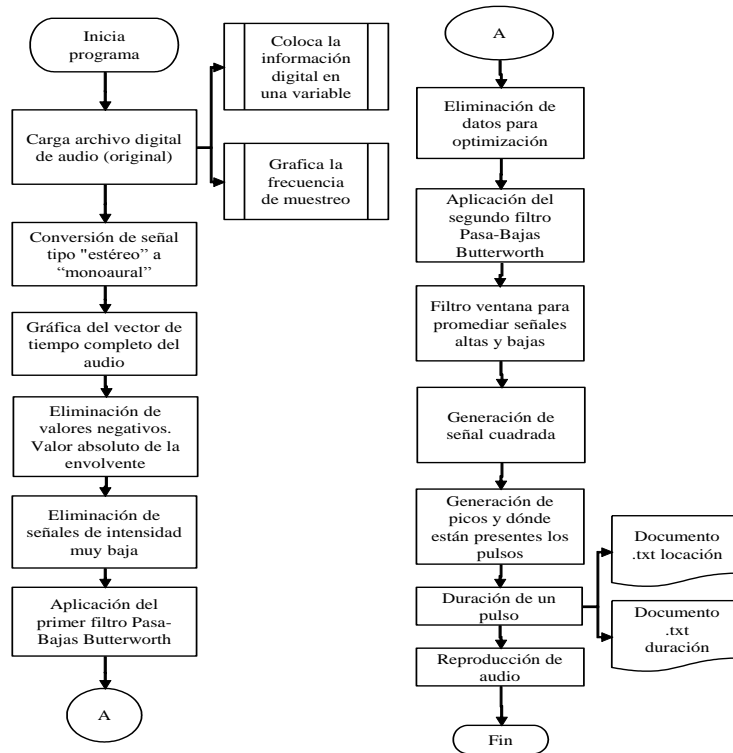 Inicia
programa
Carga archivo digital
de audio (original)
Coloca la
información
digital en
una variable
Grafica la
frecuencia
de muestreo
Conversión de señal
tipo "estéreo” a
“monoaural”
Gráfica del vector de
tiempo completo del
audio
Eliminación de
valores negativos.
Valor absoluto de la
envolvente
Eliminación de
señales de intensidad
muy baja
Aplicación del
primer filtro Pasa-
Bajas Butterworth
A
A
Eliminación de
datos para
optimización
Aplicación del
segundo filtro
Pasa-Bajas
Butterworth
Filtro ventana para
promediar señales
altas y bajas
Generación de
señal cuadrada
Generación de
picos y dónde
están presentes los
pulsos
Duración de un
pulso
Documento
.txt locación
Documento
.txt
duración
Reproducción de
audio
Fin